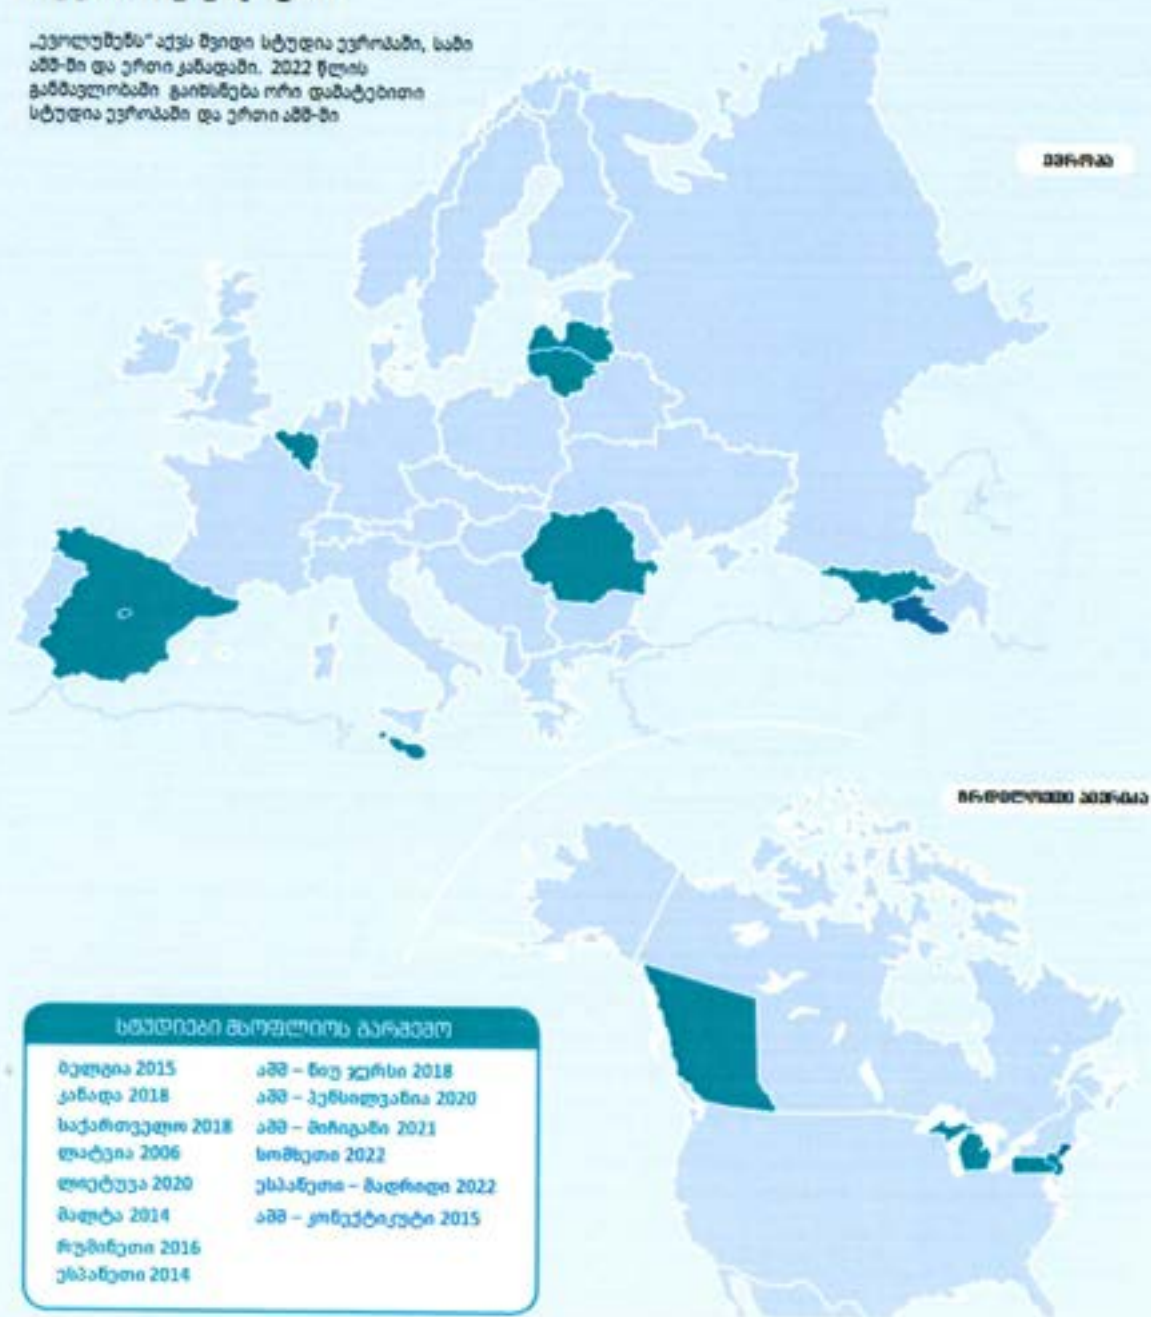 „ევოლუშენს“ აქვს შვიდი სტუდია ევროპაში, სამი
აშშ-ში და ერთი კანადაში. 2022 წლის
განმავლობაში გაიხსნება ორი დამატებითი
სტუდია ევროპაში და ერთი აშშ-ში
ევროპა
ჩრდილოეთი ამერიკა
სტუდიები მსოფლიოს გარშემო
ბელგია 2015
კანადა 2018
საქართველო 2018
ლატვია 2006
ლიეტუვა 2020
მალტა 2014
რუმინეთი 2016
ესპანეთი 2014
აშშ – ნიუ ჯერსი 2018
აშშ – პენსილვანია 2020
აშშ – მიჩიგანი 2021
სომხეთი 2022
ესპანეთი – მადრიდი 2022
აშშ – კონექტიკუტი 2015